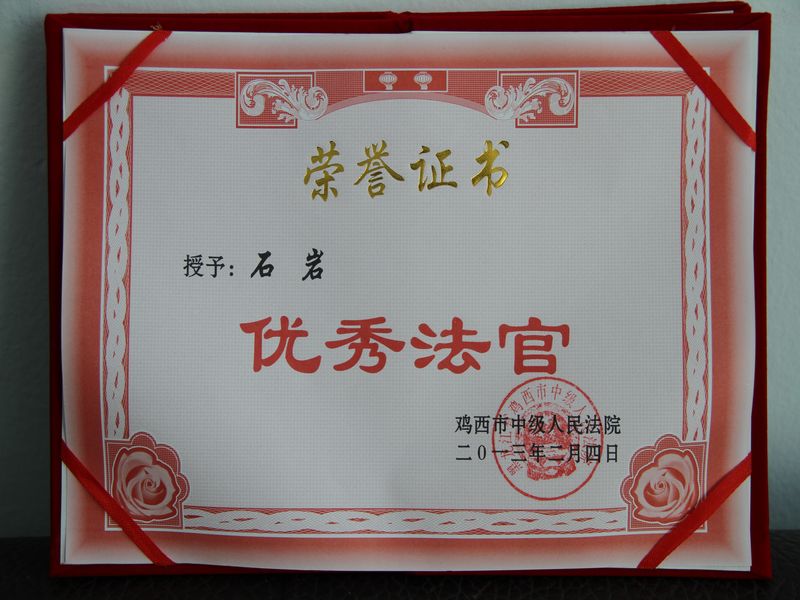 荣誉证书
授予：石岩
优秀法官
鸡西市中级人民法院
二0一三年二月四日